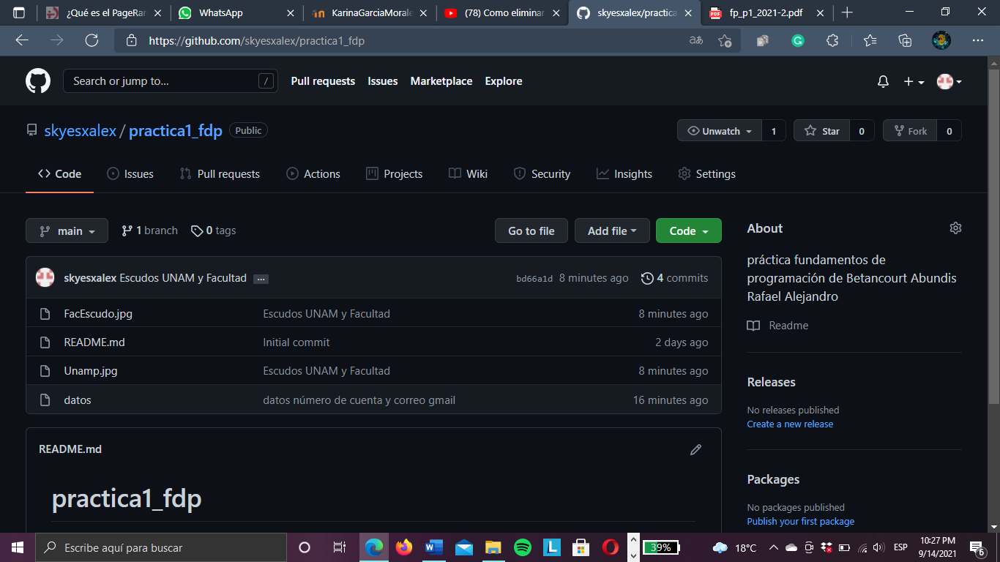 ¿Qué es el PageRan
WhatsApp
KarinaGarciaMorale
(78) Como eliminar
skyesxalex/practica
fp_p1_2021-2.pdf
https://github.com/skyesxalex/practica1_fdp
aあ
Search or jump to...
/
Pull requests
Issues
Marketplace
Explore
skyesxalex / practica1_fdp
Public
Unwatch
1
Star
0
Fork
0
Code
Issues
Pull requests
Actions
Projects
Wiki
Security
Insights
Settings
main
1 branch
0 tags
Go to file
Add file
Code
skyesxalex Escudos UNAM y Facultad ...
bd66a1d 8 minutes ago
4 commits
FacEscudo.jpg Escudos UNAM y Facultad 8 minutes ago
README.md Initial commit 2 days ago
Unamp.jpg Escudos UNAM y Facultad 8 minutes ago
datos datos número de cuenta y correo gmail 16 minutes ago
README.md
practica1_fdp
About
práctica fundamentos de
programación de Betancourt Abundis
Rafael Alejandro
Readme
Releases
No releases published
Create a new release
Packages
No packages published
Publish your first package
Escribe aquí para buscar
39%
18°C
ESP
10:27 PM
9/14/2021
6